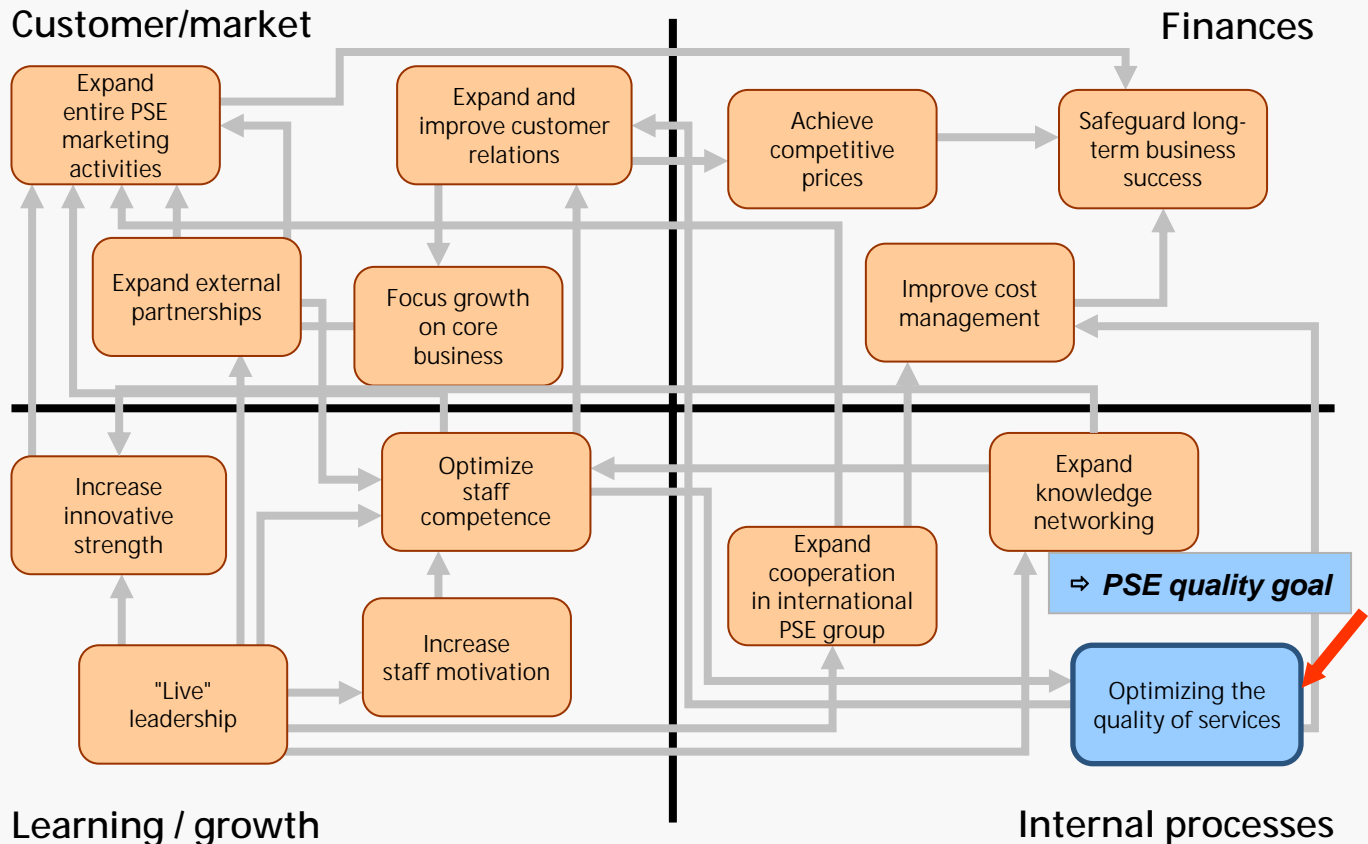 Customer/market
Finances
Expand
entire PSE
marketing
activities
Expand and
improve customer
relations
Achieve
competitive
prices
Safeguard long-
term business
success
Expand external
partnerships
Focus growth
on core
business
Improve cost
management
Increase
innovative
strength
Optimize
staff
competence
Expand
knowledge
networking
Expand
cooperation
in international
PSE group
⇨ PSE quality goal
"Live"
leadership
Increase
staff motivation
Optimizing the
quality of services
Learning / growth
Internal processes